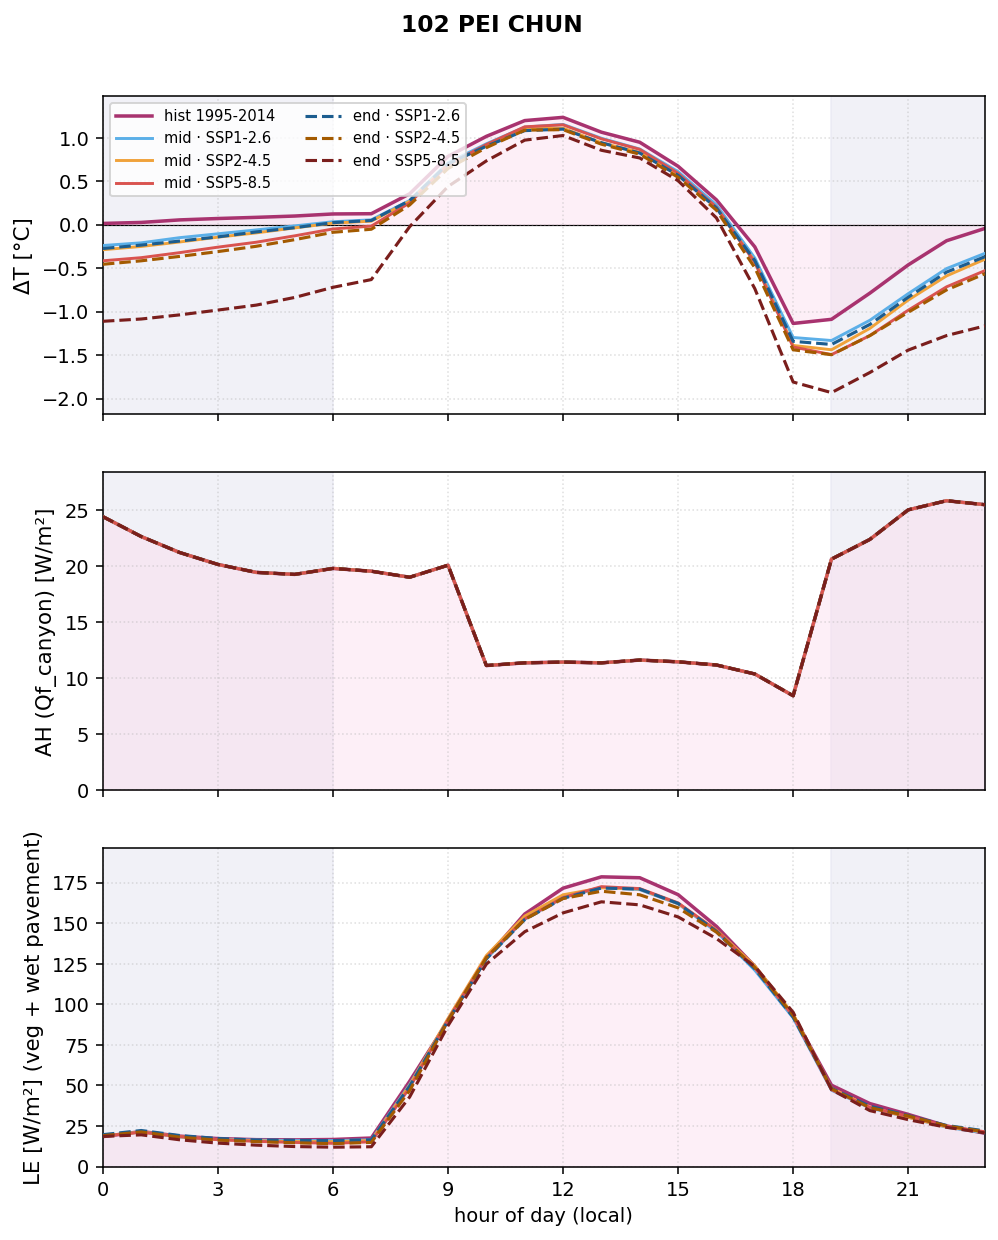 102 PEI CHUN
hist 1995-2014
mid · SSP1-2.6
mid · SSP2-4.5
mid · SSP5-8.5
end · SSP1-2.6
end · SSP2-4.5
end · SSP5-8.5
ΔT [°C]
1.0
0.5
0.0
−0.5
−1.0
−1.5
−2.0
AH (Qf_canyon) [W/m²]
25
20
15
10
5
0
LE [W/m²] (veg + wet pavement)
175
150
125
100
75
50
25
0
0 3 6 9 12 15 18 21
hour of day (local)